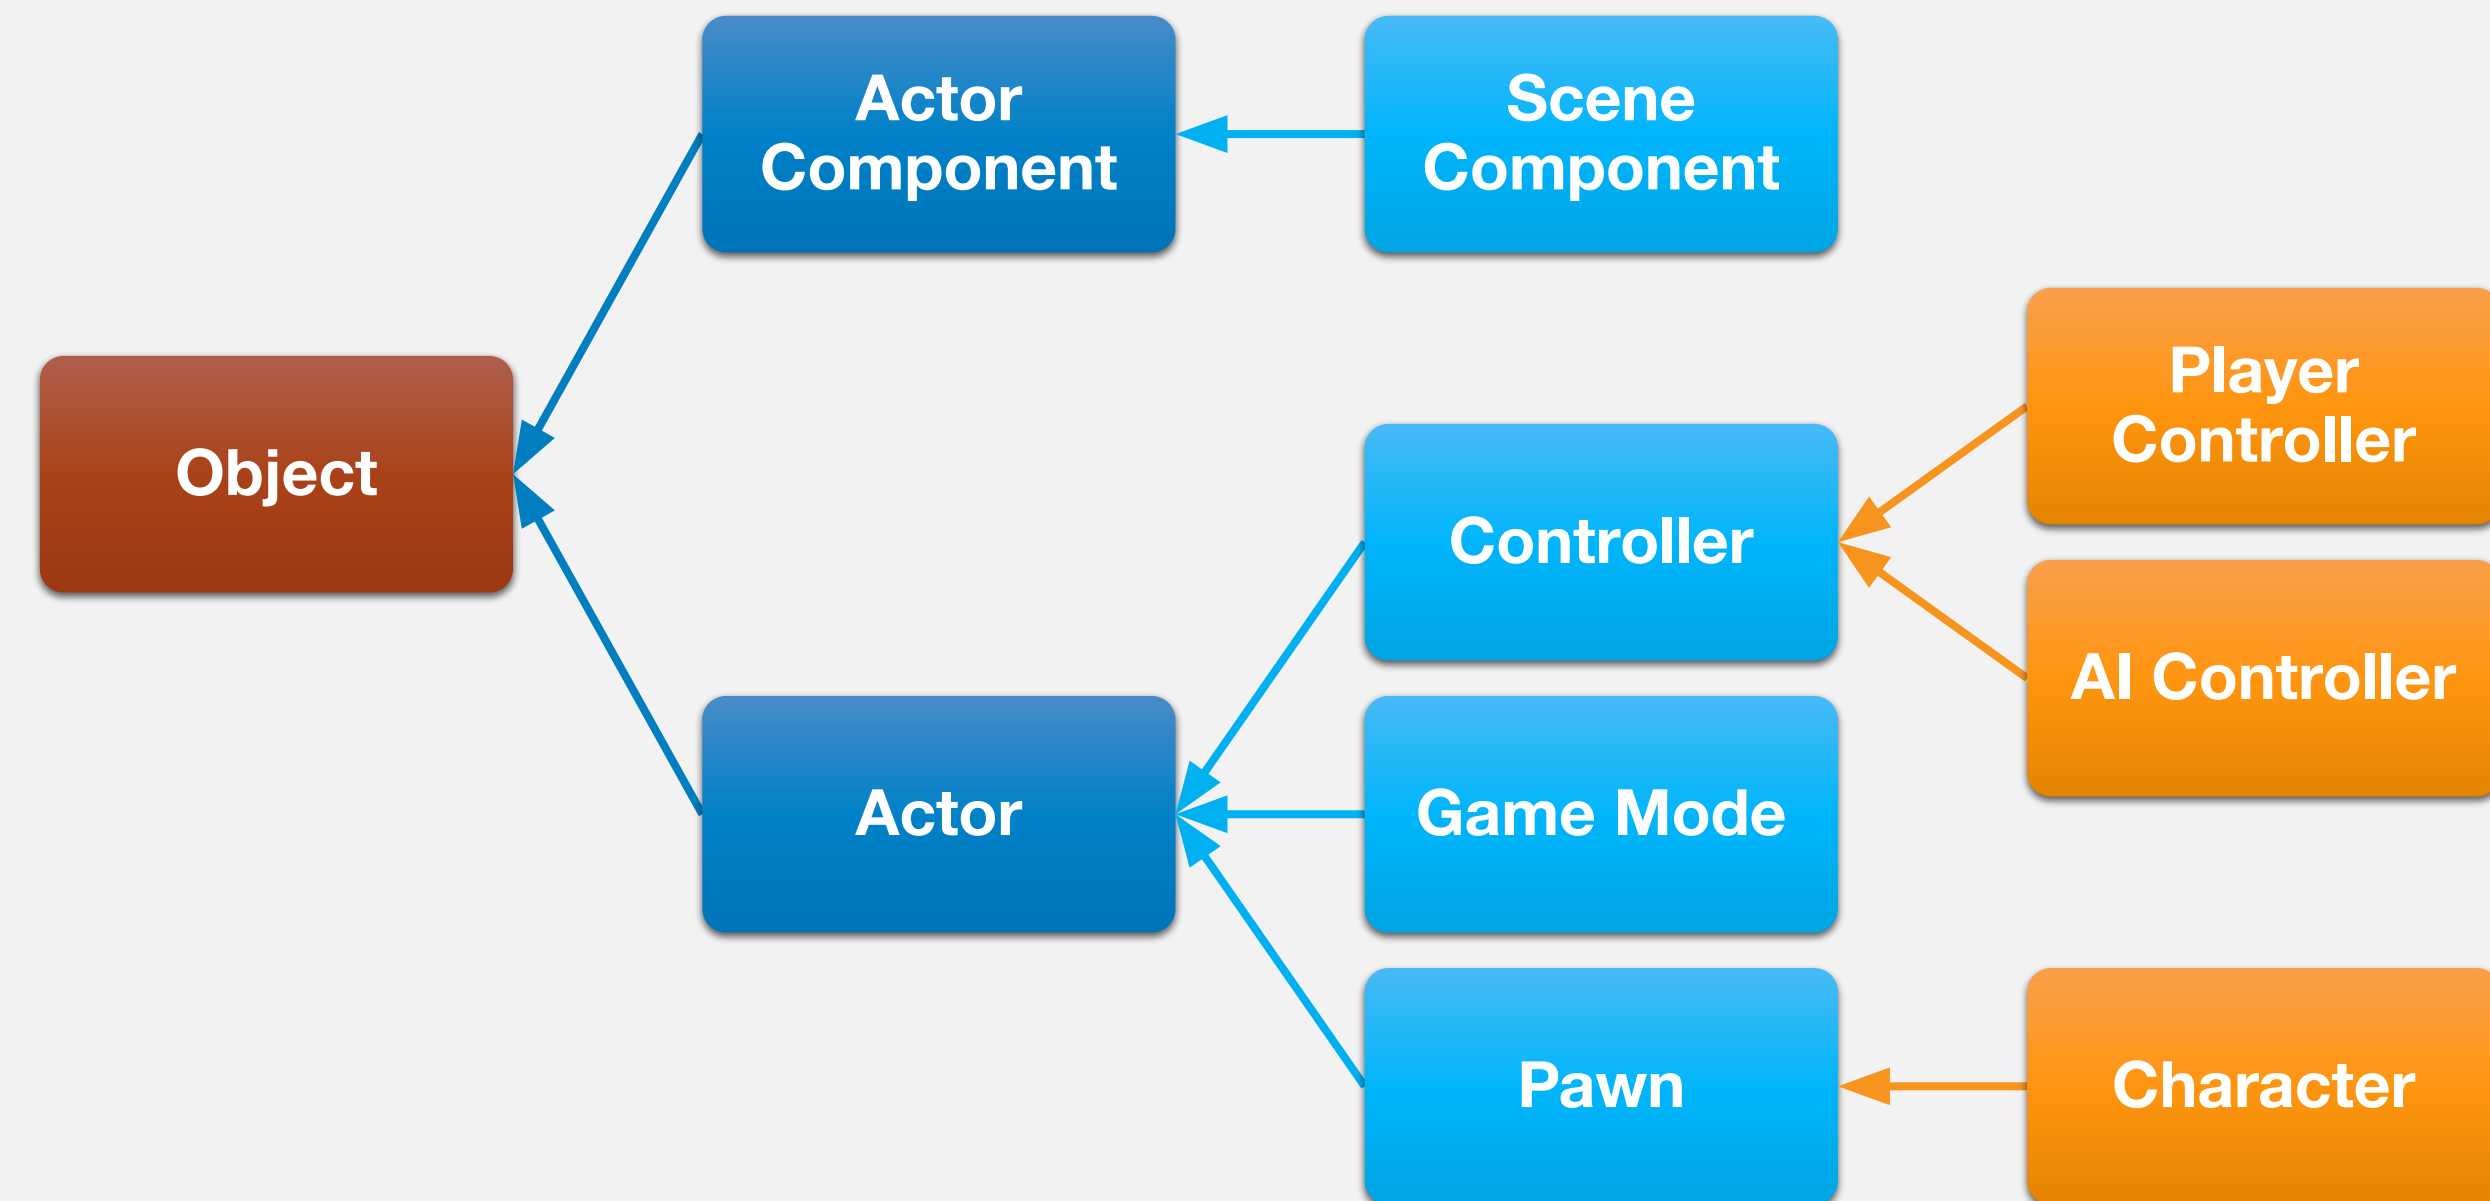 Actor
Component
Scene
Component
Player
Controller
Object
Controller
AI Controller
Actor
Game Mode
Pawn
Character